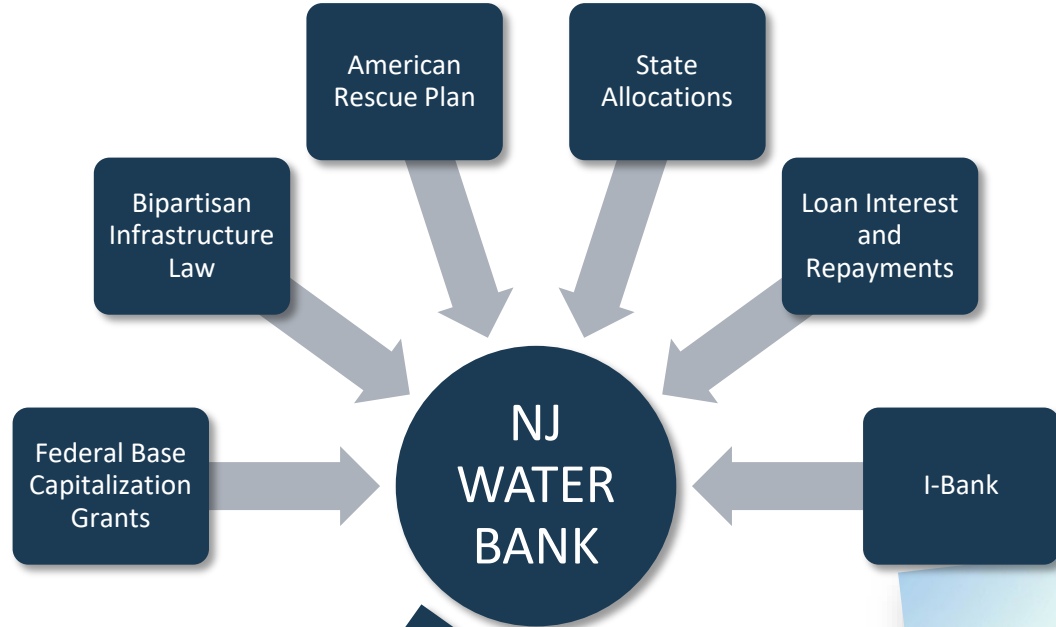 American
Rescue Plan
State
Allocations
Bipartisan
Infrastructure
Law
Loan Interest
and
Repayments
Federal Base
Capitalization
Grants
NJ
WATER
BANK
I-Bank